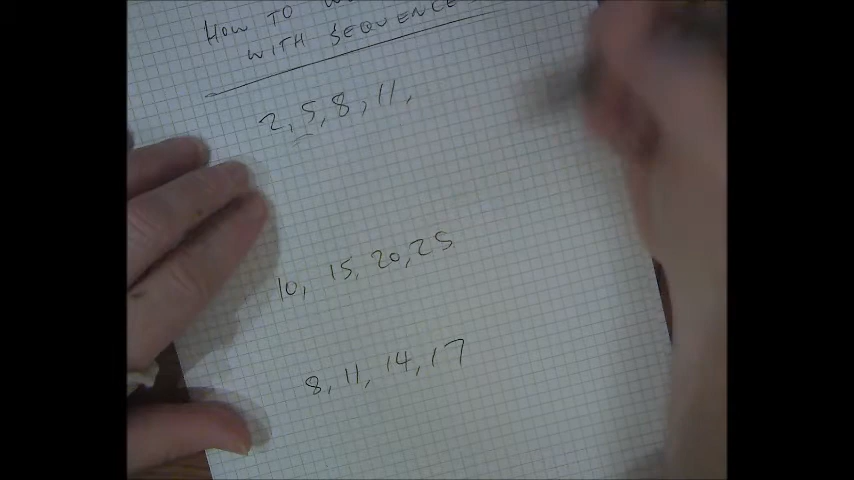 HOW TO
WITH SEQUENCE
2, 5, 8, 11,
10, 15, 20, 25
8, 11, 14, 17